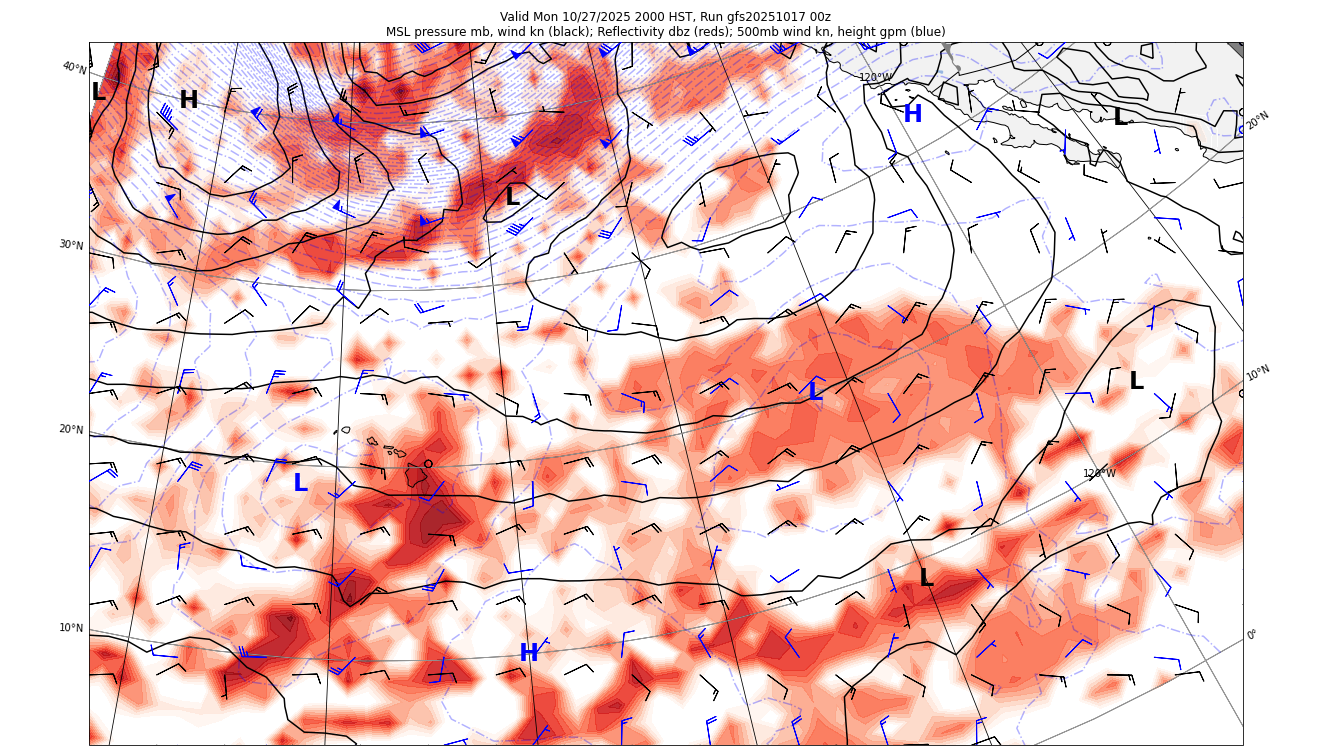 Valid Mon 10/27/2025 2000 HST, Run gfs20251017 00z
MSL pressure mb, wind kn (black); Reflectivity dbz (reds); 500mb wind kn, height gpm (blue)
40°N
120°W
L
H
L
H
L
20°N
L
30°N
10°N
L
L
20°N
120°W
L
L
10°N
0°
H